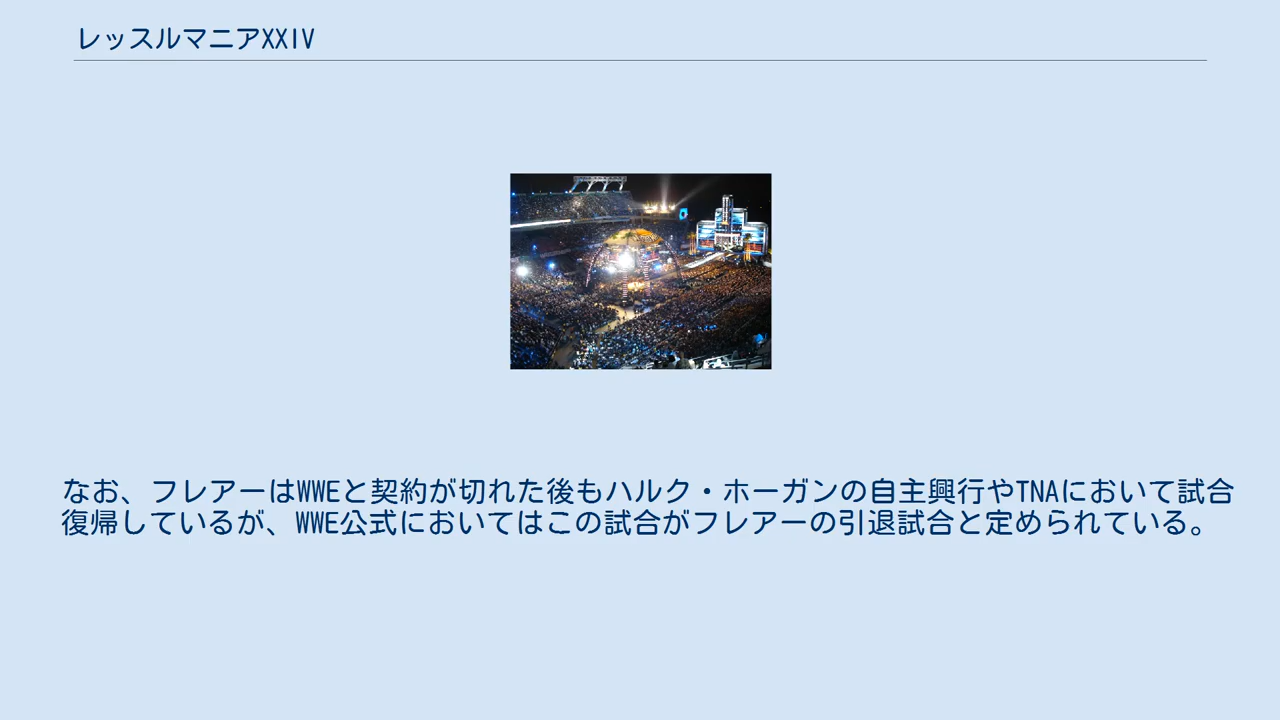 レッスルマニアXXIV
なお、フレアーはWWEと契約が切れた後もハルク・ホーガンの自主興行やTNAにおいて試合
復帰しているが、WWE公式においてはこの試合がフレアーの引退試合と定められている。